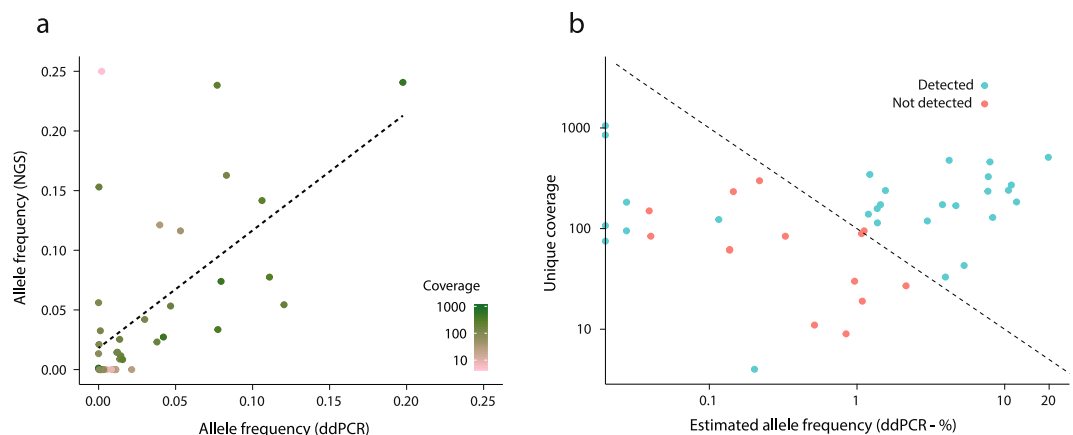 a
Allele frequency (NGS)
0.25
0.20
0.15
0.10
0.05
0.00
0.00 0.05 0.10 0.15 0.20 0.25
Allele frequency (ddPCR)
Coverage
1000
100
10
b
Unique coverage
1000
100
10
0.1 1 10 20
Estimated allele frequency (ddPCR - %)
Detected
Not detected